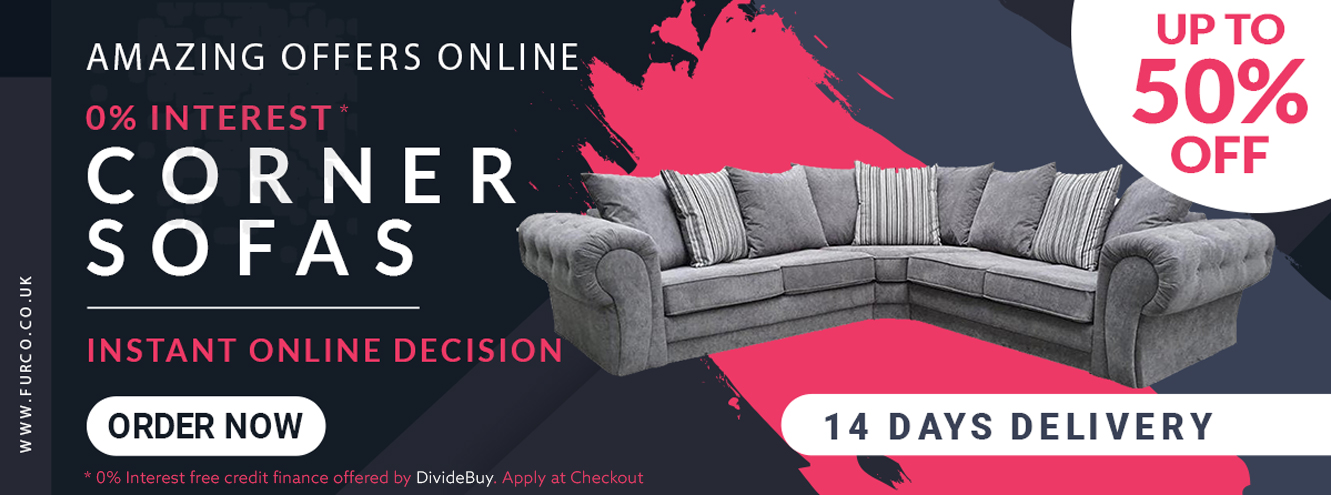 AMAZING OFFERS ONLINE
0% INTEREST*
CORNER
SOFAS
INSTANT ONLINE DECISION
ORDER NOW
* 0% Interest free credit finance offered by DivideBuy. Apply at Checkout
WWW.FURCO.CO.UK
UP TO
50%
OFF
14 DAYS DELIVERY